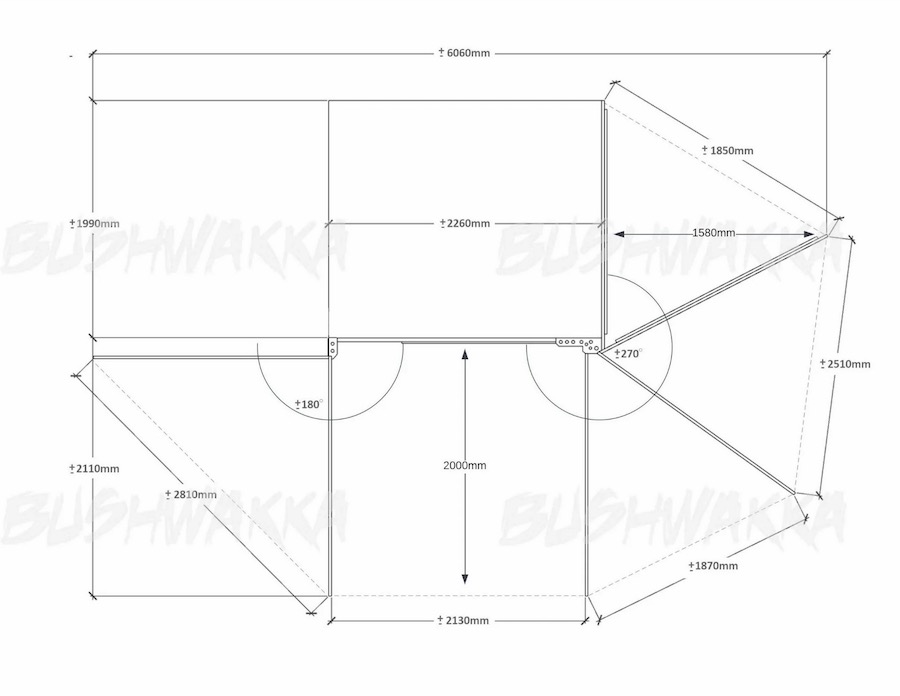 ±6060mm
±1850mm
±1990mm
±2260mm
1580mm
BUSHWAKKA
BUSHWAKKA
±270°
±2510mm
±180°
2000mm
±2110mm
±2810mm
BUSHWAKKA
BUSHWAKKA
±1870mm
±2130mm